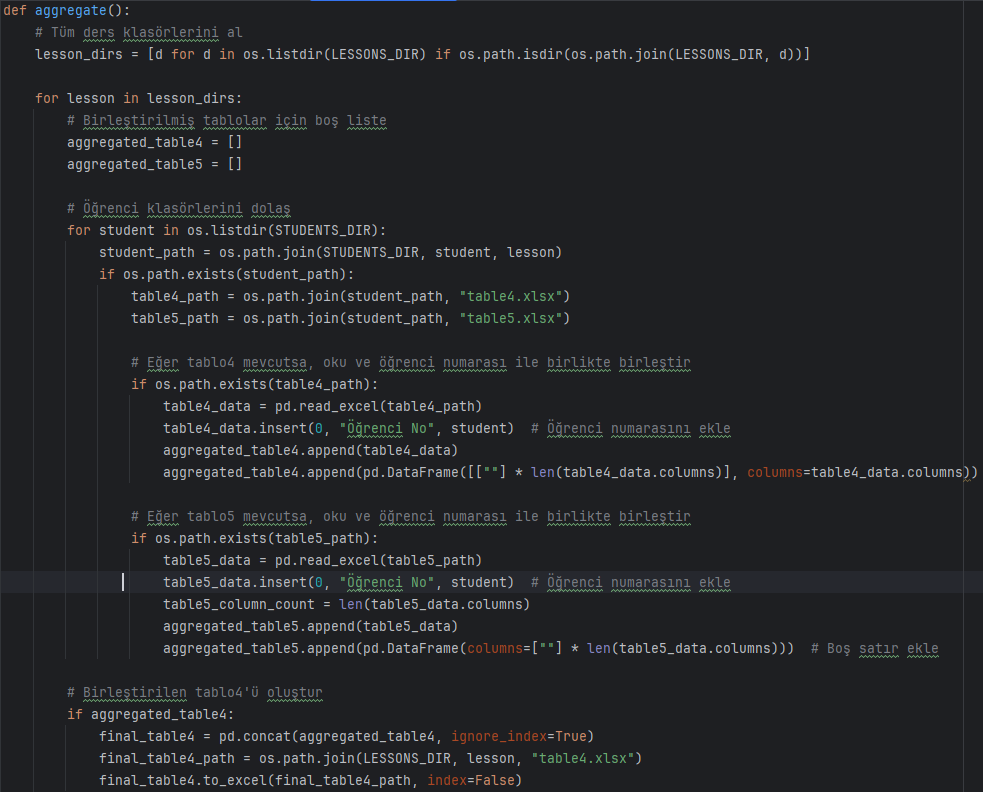 def aggregate():
    # Tüm ders klasörlerini al
    lesson_dirs = [d for d in os.listdir(LESSONS_DIR) if os.path.isdir(os.path.join(LESSONS_DIR, d))]

    for lesson in lesson_dirs:
        # Birleştirilmiş tablolar için boş liste
        aggregated_table4 = []
        aggregated_table5 = []

        # Öğrenci klasörlerini dolaş
        for student in os.listdir(STUDENTS_DIR):
            student_path = os.path.join(STUDENTS_DIR, student, lesson)
            if os.path.exists(student_path):
                table4_path = os.path.join(student_path, "table4.xlsx")
                table5_path = os.path.join(student_path, "table5.xlsx")

                # Eğer tablo4 mevcutsa, oku ve öğrenci numarası ile birlikte birleştir
                if os.path.exists(table4_path):
                    table4_data = pd.read_excel(table4_path)
                    table4_data.insert(0, "Öğrenci No", student)  # Öğrenci numarasını ekle
                    aggregated_table4.append(table4_data)
                    aggregated_table4.append(pd.DataFrame([[""] * len(table4_data.columns)], columns=table4_data.columns))

                # Eğer tablo5 mevcutsa, oku ve öğrenci numarası ile birlikte birleştir
                if os.path.exists(table5_path):
                    table5_data = pd.read_excel(table5_path)
                    table5_data.insert(0, "Öğrenci No", student)  # Öğrenci numarasını ekle
                    table5_column_count = len(table5_data.columns)
                    aggregated_table5.append(table5_data)
                    aggregated_table5.append(pd.DataFrame(columns=[""] * len(table5_data.columns)))  # Boş satır ekle

        # Birleştirilen tablo4'ü oluştur
        if aggregated_table4:
            final_table4 = pd.concat(aggregated_table4, ignore_index=True)
            final_table4_path = os.path.join(LESSONS_DIR, lesson, "table4.xlsx")
            final_table4.to_excel(final_table4_path, index=False)